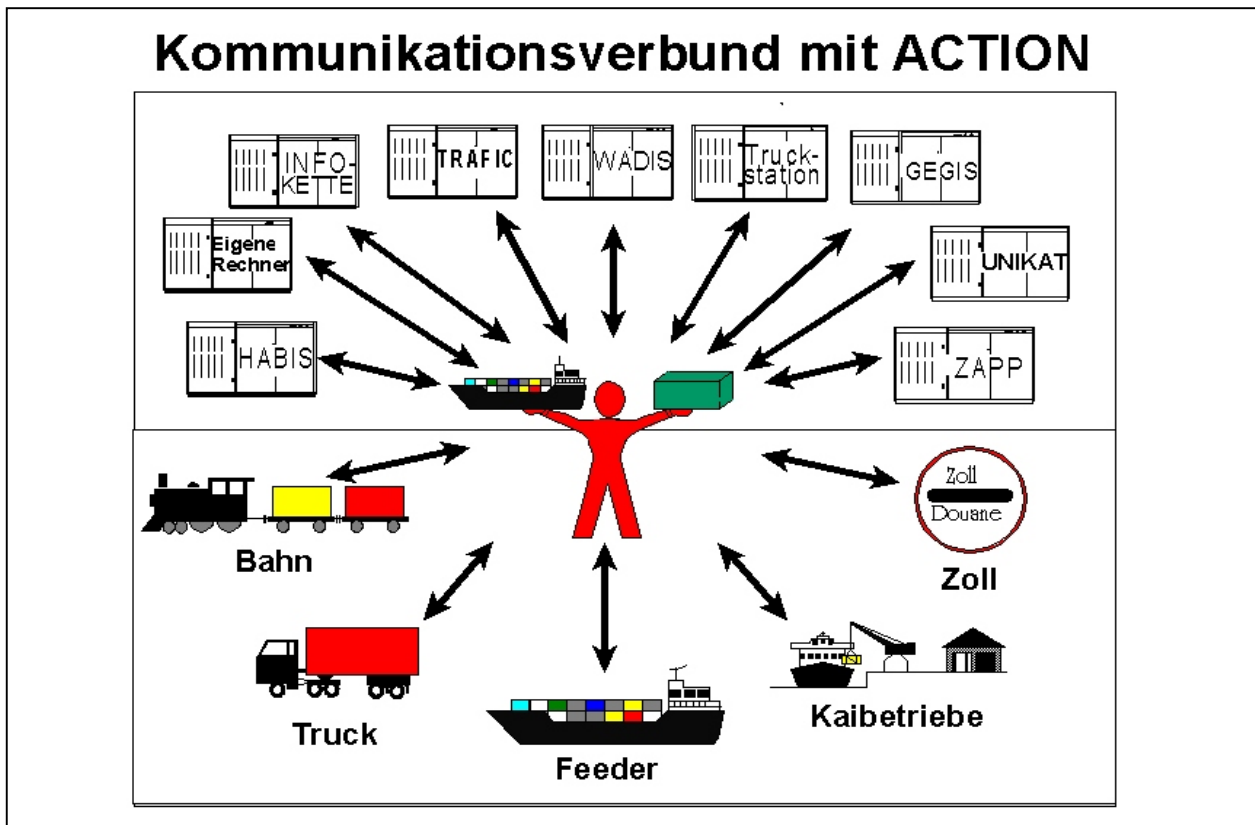 Kommunikationsverbund mit ACTION
INFO-
KETTE
TRAFIC
WADIS
Truck-
station
GEGIS
Eigene
Rechner
UNIKAT
HABIS
ZAPP
Zoll
Douane
Bahn
Zoll
Truck
Kaibetriebe
Feeder